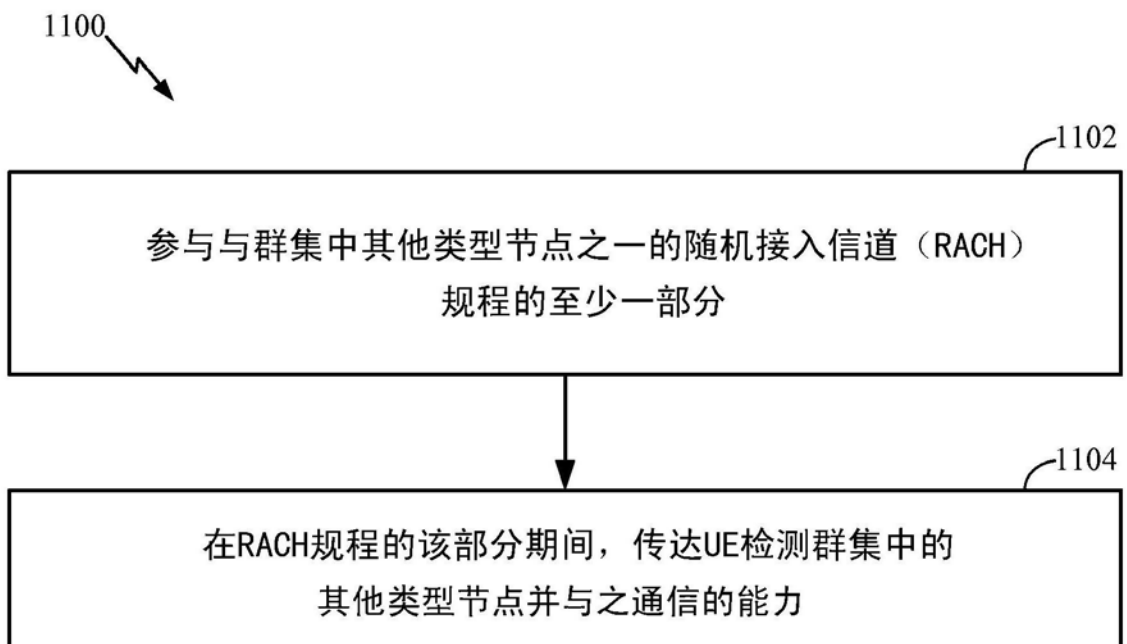 1100
1102
参与与群集中其他类型节点之一的随机接入信道（RACH）
规程的至少一部分
1104
在RACH规程的该部分期间，传达UE检测群集中的
其他类型节点并与之通信的能力